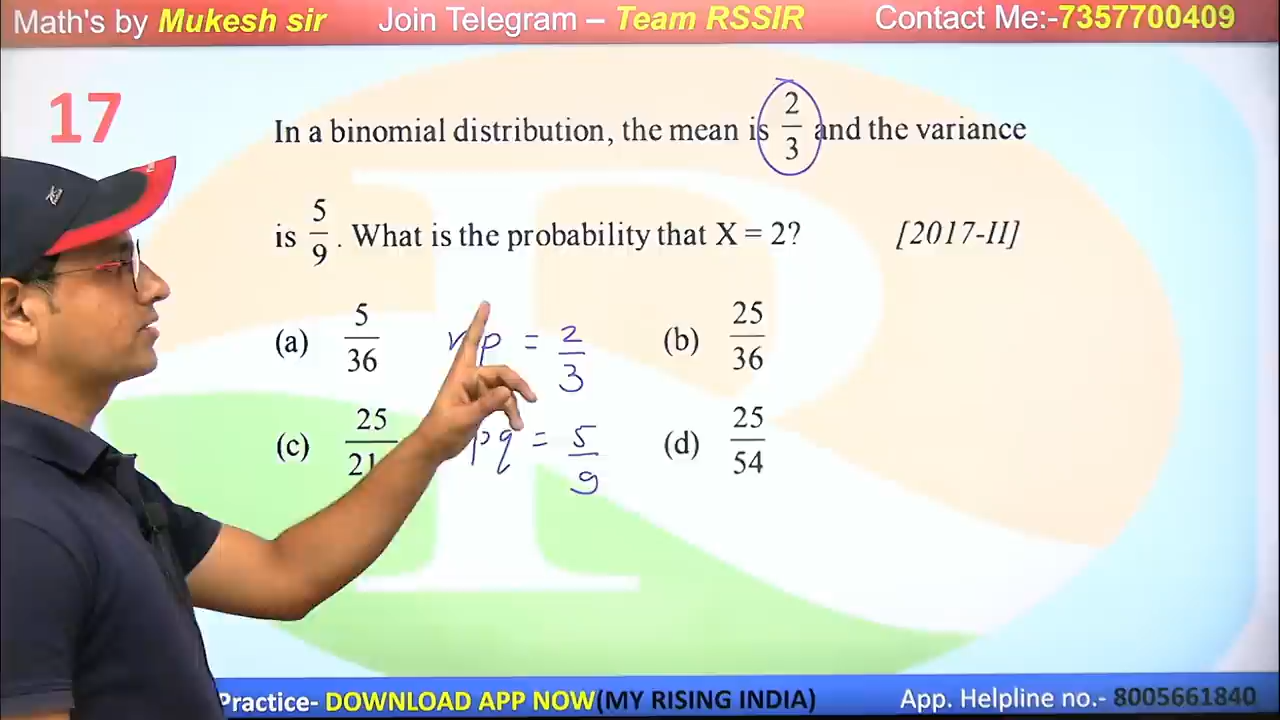 Math's by Mukesh sir Join Telegram – Team RSSIR Contact Me:-7357700409
17
In a binomial distribution, the mean is 2/3 and the variance
is 5/9. What is the probability that X = 2? [2017-II]
(a) 5/36 (b) 25/36
np = 2/3
(c) 25 (d) 25/54
pq = 5/9
Practice- DOWNLOAD APP NOW(MY RISING INDIA) App. Helpline no.- 8005661840